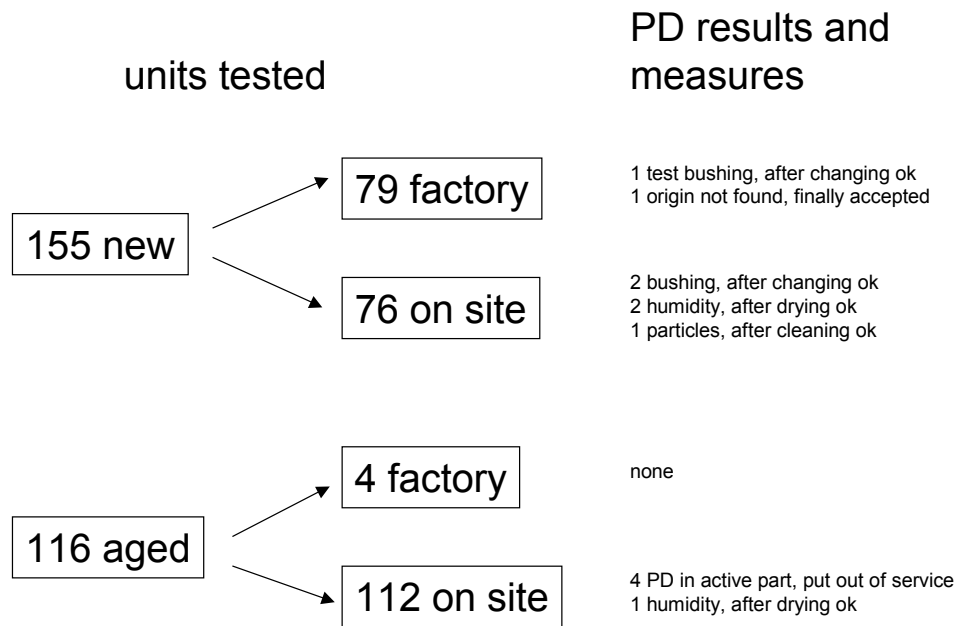 units tested
PD results and
measures
155 new
79 factory
1 test bushing, after changing ok
1 origin not found, finally accepted
76 on site
2 bushing, after changing ok
2 humidity, after drying ok
1 particles, after cleaning ok
116 aged
4 factory
none
112 on site
4 PD in active part, put out of service
1 humidity, after drying ok